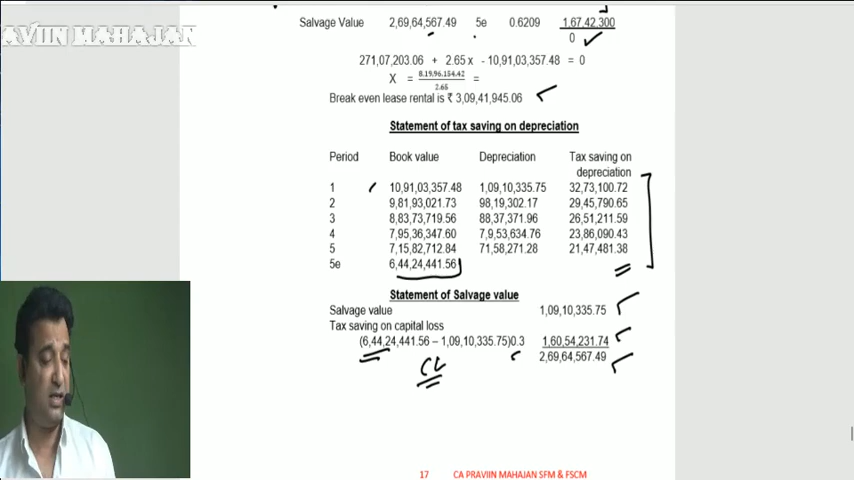 Salvage Value 2,69,64,567.49 5e 0.6209 1,67,42,300
0
PRAVIIN MAHAJAN
271,07,203.06 + 2.65 x - 10,91,03,357.48 = 0
X = 8,19,96,154.42 / 2.65 =
Break even lease rental is ₹ 3,09,41,945.06
Statement of tax saving on depreciation
Period Book value Depreciation Tax saving on
depreciation
1 10,91,03,357.48 1,09,10,335.75 32,73,100.72
2 9,81,93,021.73 98,19,302.17 29,45,790.65
3 8,83,73,719.56 88,37,371.96 26,51,211.59
4 7,95,36,347.60 7,9,53,634.76 23,86,090.43
5 7,15,82,712.84 71,58,271.28 21,47,481.38
5e 6,44,24,441.56
Statement of Salvage value
Salvage value 1,09,10,335.75
Tax saving on capital loss
(6,44,24,441.56 – 1,09,10,335.75)0.3 1,60,54,231.74
2,69,64,567.49
CL
17 CA PRAVIIN MAHAJAN SFM & FSCM